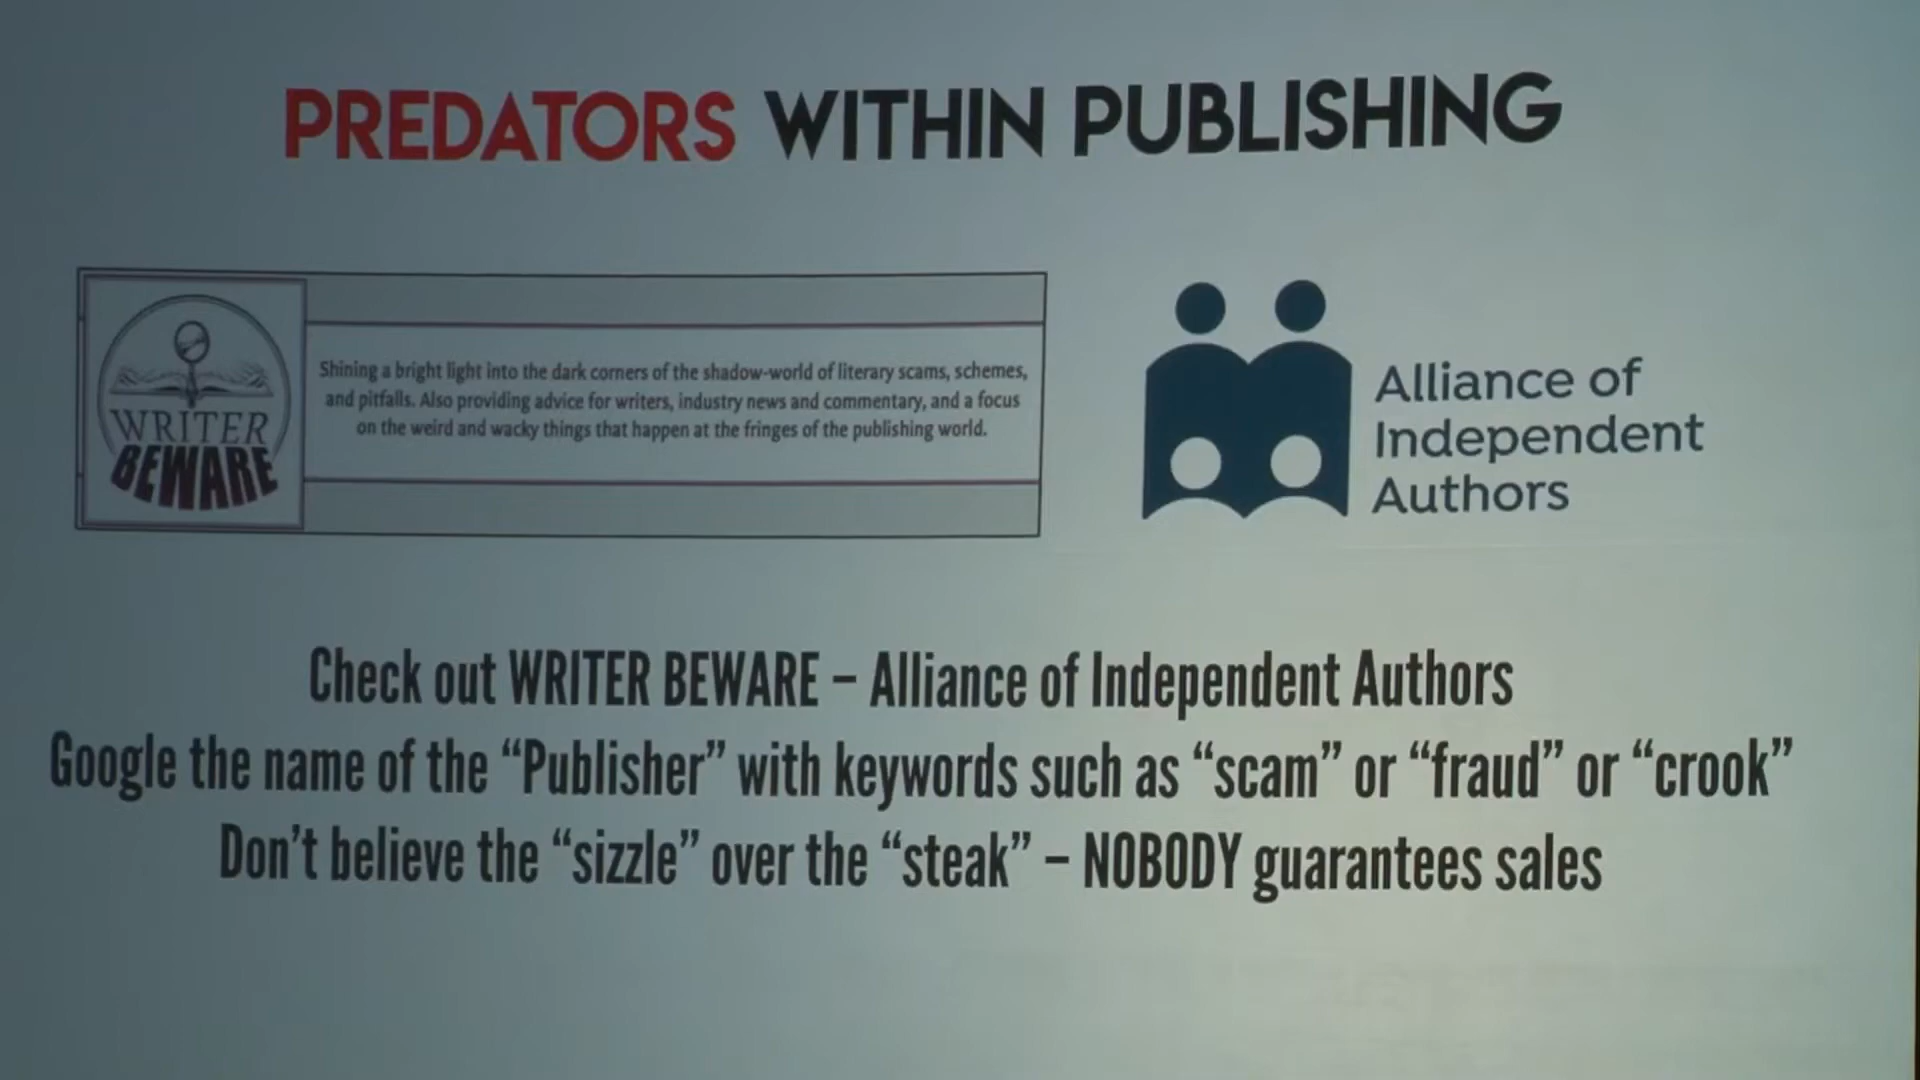 PREDATORS WITHIN PUBLISHING
WRITER
BEWARE
Shining a bright light into the dark corners of the shadow-world of literary scams, schemes,
and pitfalls. Also providing advice for writers, industry news and commentary, and a focus
on the weird and wacky things that happen at the fringes of the publishing world.
Alliance of
Independent
Authors
Check out WRITER BEWARE – Alliance of Independent Authors
Google the name of the “Publisher” with keywords such as “scam” or “fraud” or “crook”
Don’t believe the “sizzle” over the “steak” – NOBODY guarantees sales